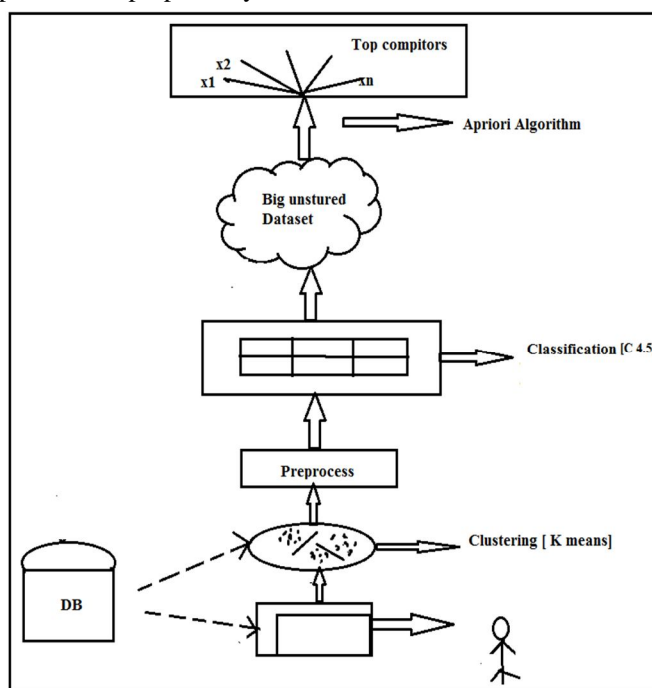 Top compitors
x2
x1
xn
Apriori Algorithm
Big unstured
Dataset
Classification [C 4.5
Preprocess
Clustering [ K means]
DB